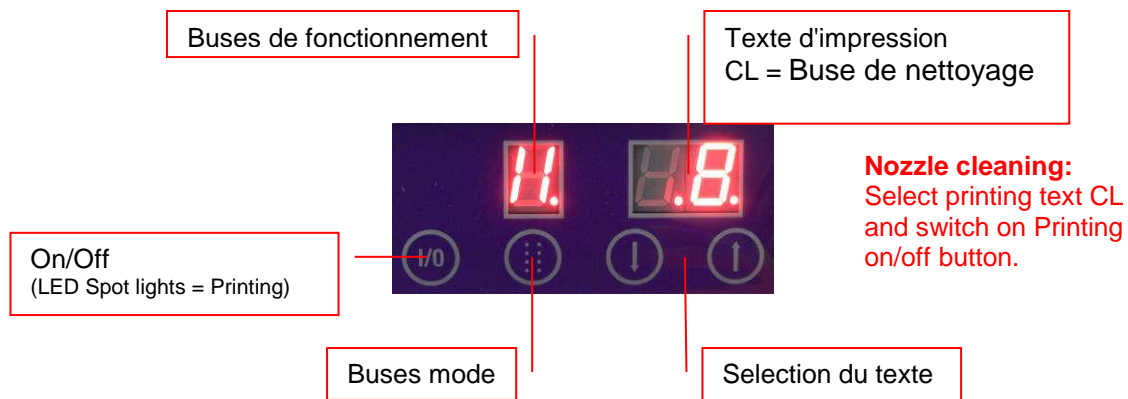 Buses de fonctionnement
Texte d'impression
CL = Buse de nettoyage
8.
Nozzle cleaning:
Select printing text CL
and switch on Printing
on/off button.
On/Off
(LED Spot lights = Printing)
I/0
Buses mode
Selection du texte